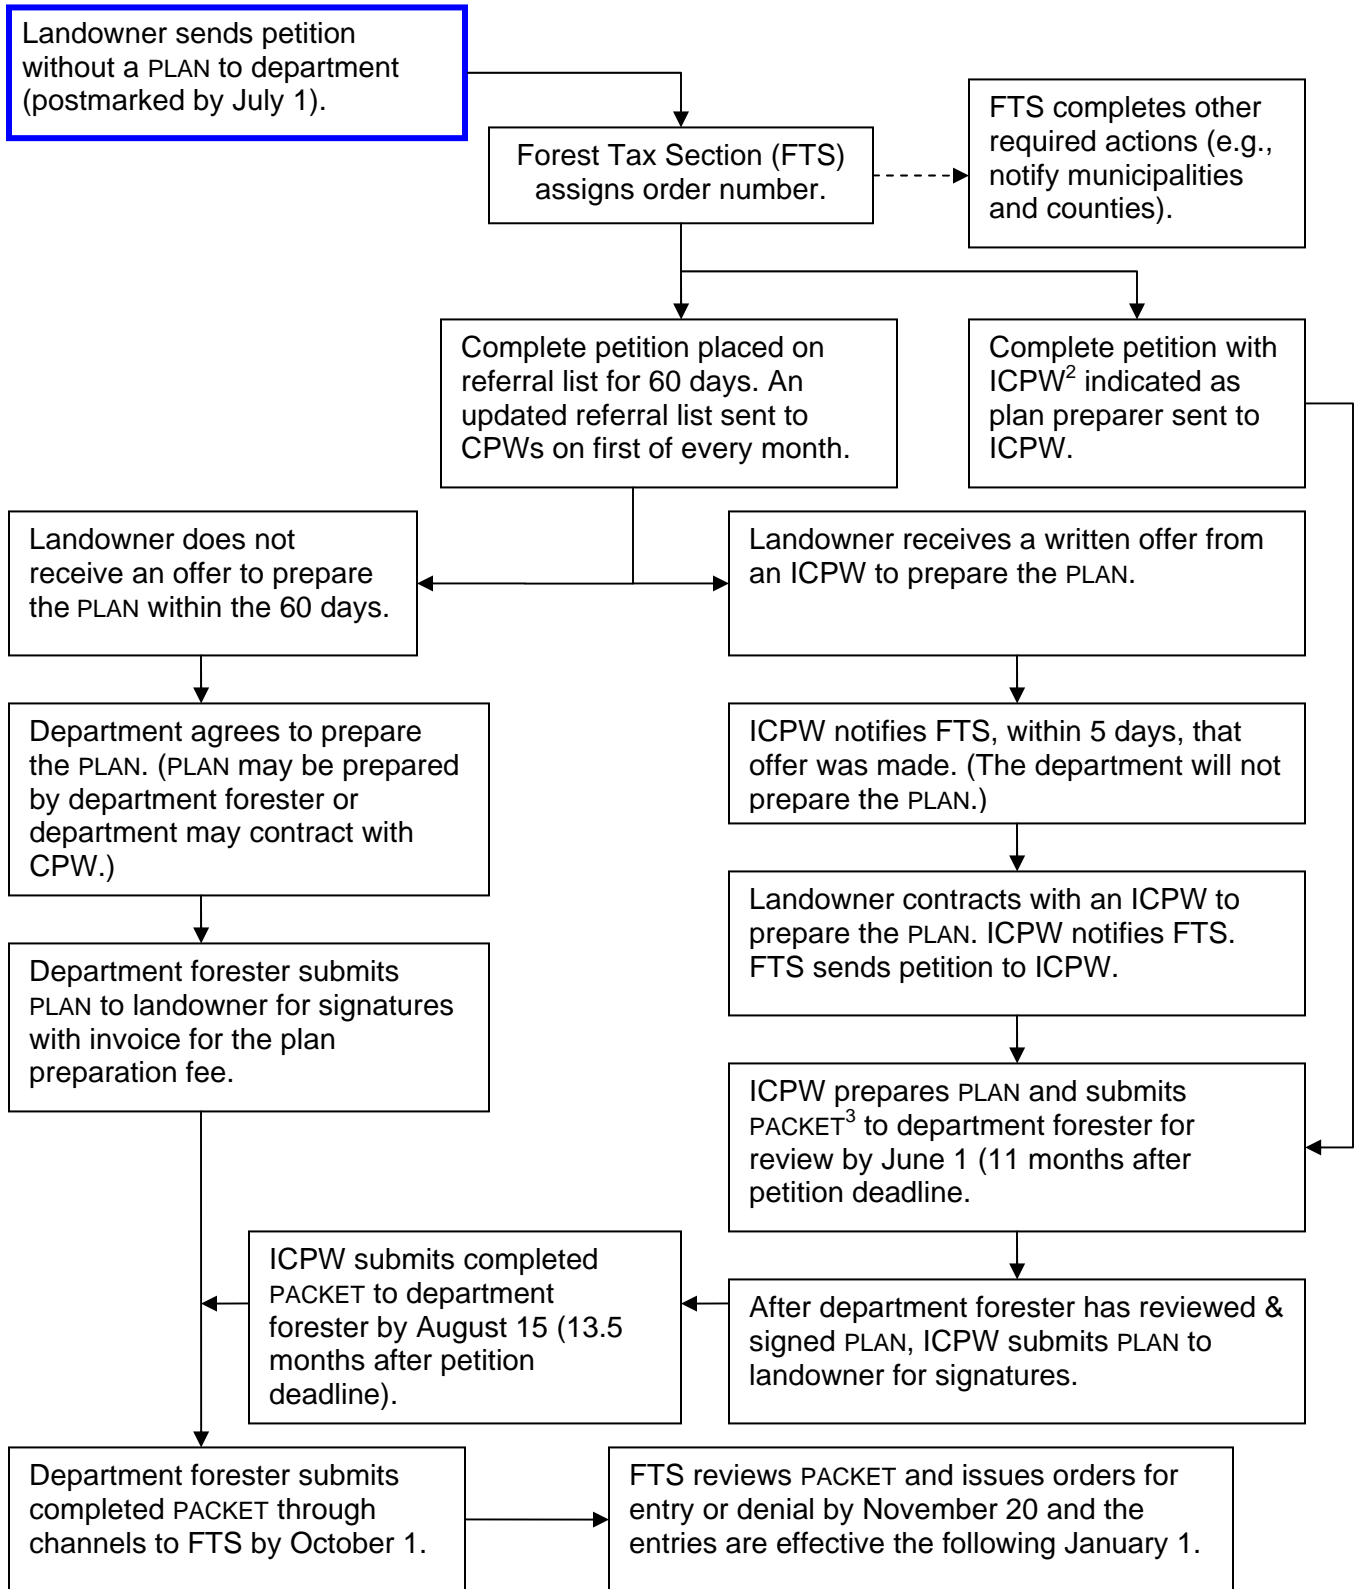 Landowner sends petition
without a PLAN to department
(postmarked by July 1).
Forest Tax Section (FTS)
assigns order number.
FTS completes other
required actions (e.g.,
notify municipalities
and counties).
Complete petition placed on
referral list for 60 days. An
updated referral list sent to
CPWs on first of every month.
Complete petition with
ICPW² indicated as
plan preparer sent to
ICPW.
Landowner does not
receive an offer to prepare
the PLAN within the 60 days.
Landowner receives a written offer from
an ICPW to prepare the PLAN.
Department agrees to prepare
the PLAN. (PLAN may be prepared
by department forester or
department may contract with
CPW.)
ICPW notifies FTS, within 5 days, that
offer was made. (The department will not
prepare the PLAN.)
Landowner contracts with an ICPW to
prepare the PLAN. ICPW notifies FTS.
FTS sends petition to ICPW.
Department forester submits
PLAN to landowner for signatures
with invoice for the plan
preparation fee.
ICPW prepares PLAN and submits
PACKET³ to department forester for
review by June 1 (11 months after
petition deadline.
ICPW submits completed
PACKET to department
forester by August 15 (13.5
months after petition
deadline).
After department forester has reviewed &
signed PLAN, ICPW submits PLAN to
landowner for signatures.
Department forester submits
completed PACKET through
channels to FTS by October 1.
FTS reviews PACKET and issues orders for
entry or denial by November 20 and the
entries are effective the following January 1.